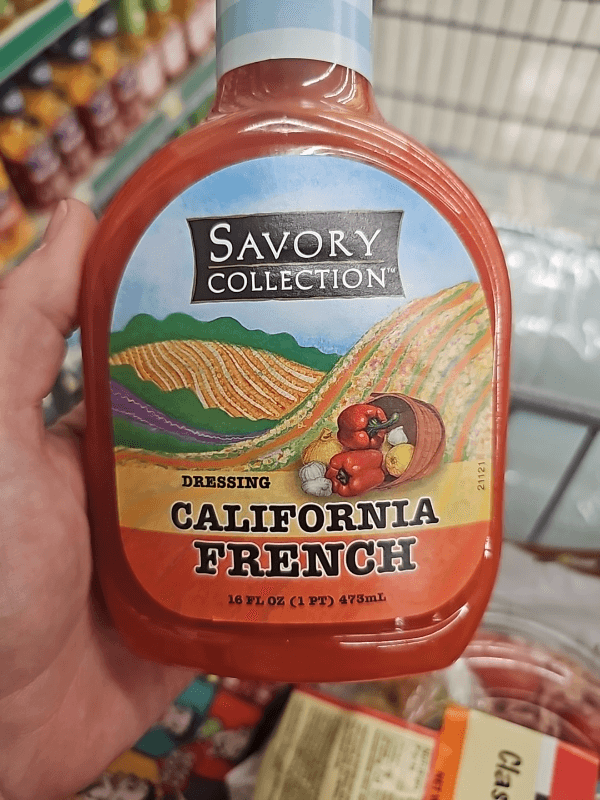 SAVORY
COLLECTION™
DRESSING
CALIFORNIA
FRENCH
16 FL OZ (1 PT) 473mL
21121
Clas